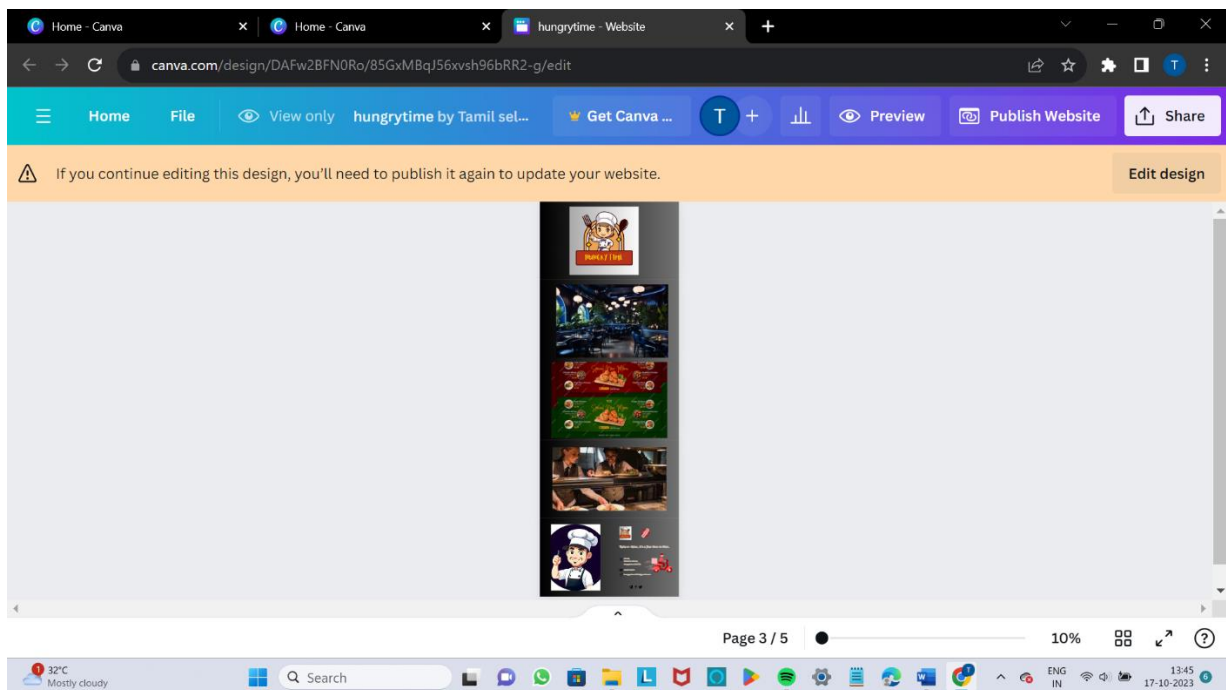 Home - Canva
Home - Canva
hungrytime - Website
canva.com/design/DAFw2BFN0Ro/85GxMBqJ56xvsh96bRR2-g/edit
T
Home
File
View only
hungrytime by Tamil sel...
Get Canva ...
T
+
Preview
Publish Website
Share
If you continue editing this design, you'll need to publish it again to update your website.
Edit design
Page 3 / 5
10%
1
32°C
Mostly cloudy
Search
ENG
IN
13:45
17-10-2023
6